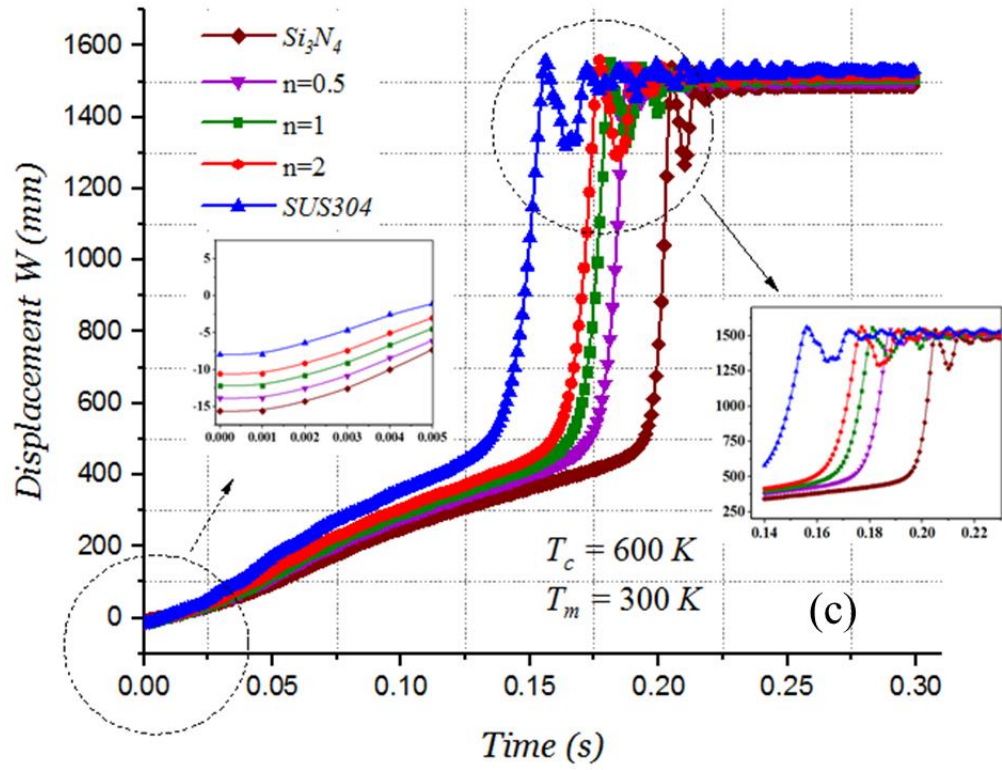 1600
1400
1200
1000
800
600
400
200
0
Displacement W (mm)
Si₃N₄
n=0.5
n=1
n=2
SUS304
5
0
-5
-10
-15
0.000 0.001 0.002 0.003 0.004 0.005
1500
1250
1000
750
500
250
0.14 0.16 0.18 0.20 0.22
T_c = 600 K
T_m = 300 K
(c)
0.00 0.05 0.10 0.15 0.20 0.25 0.30
Time (s)